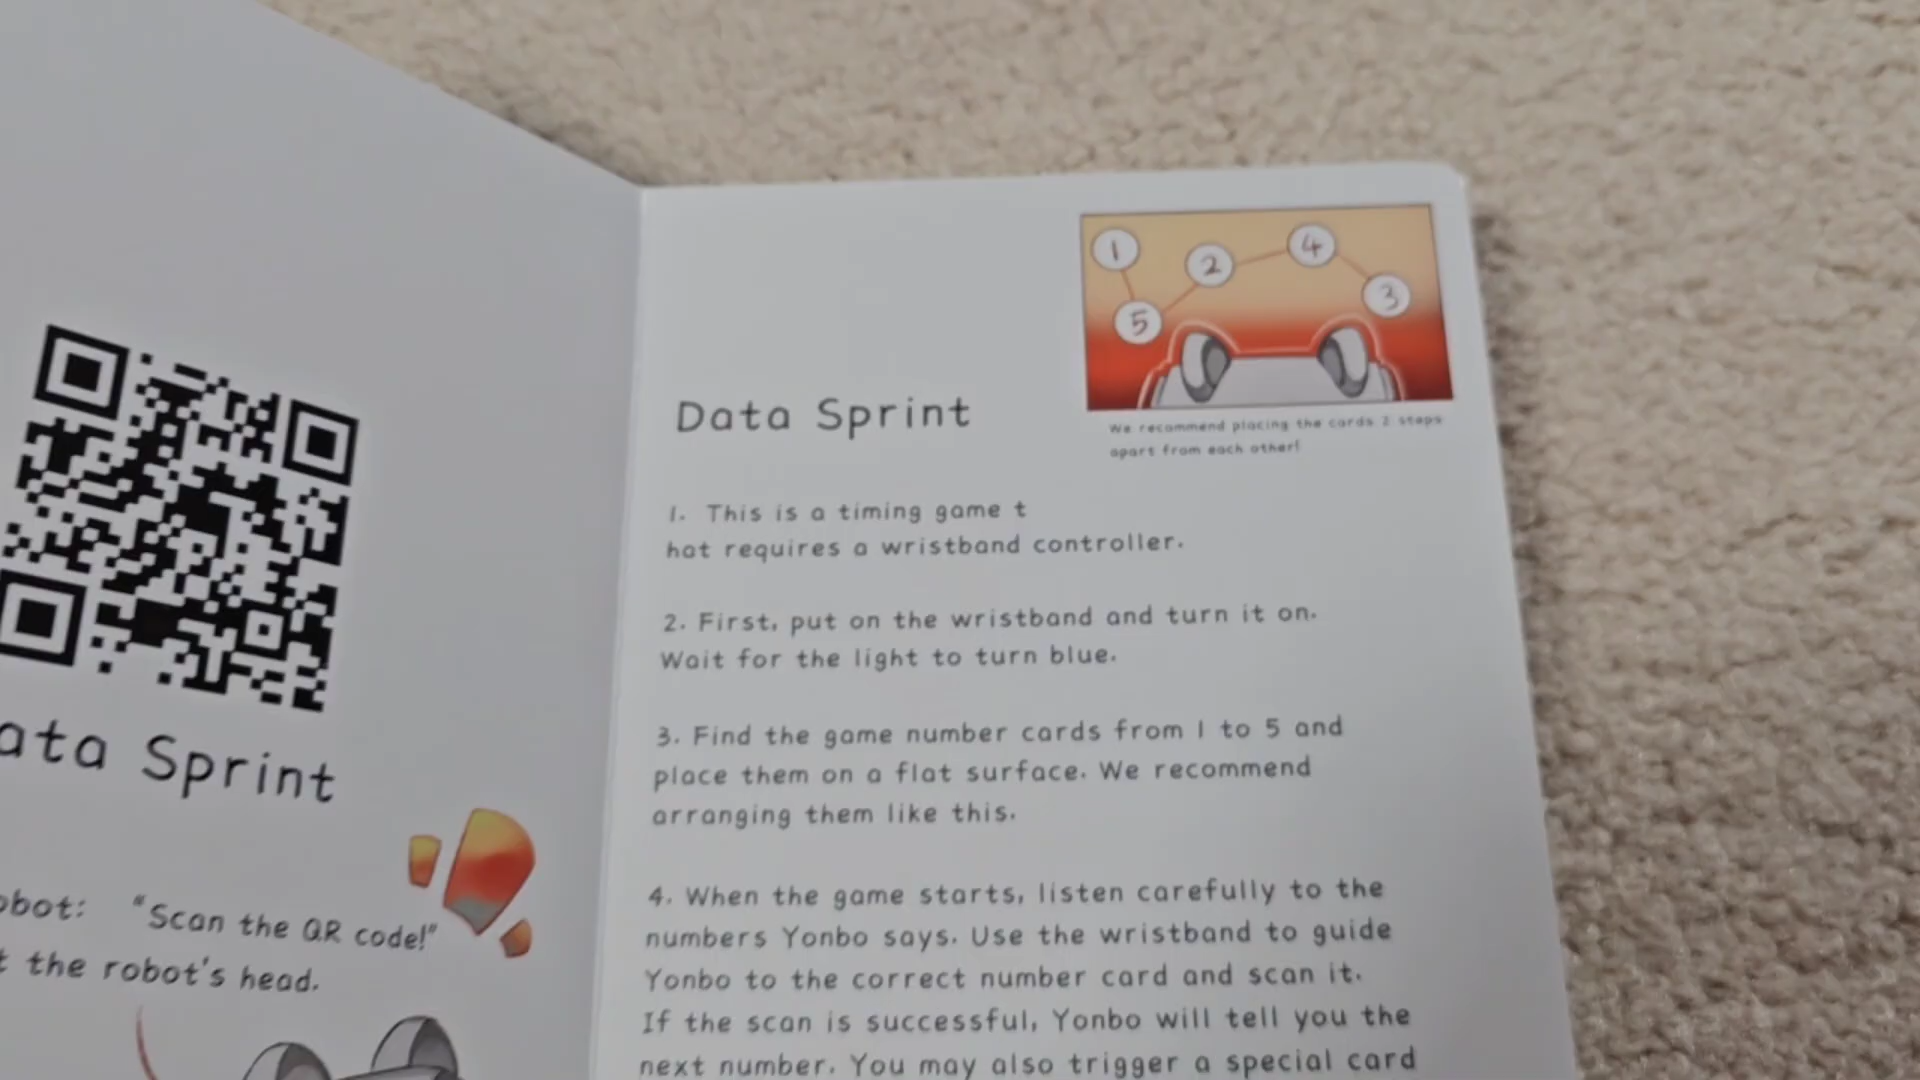 Data Sprint
"Scan the QR code!"
the robot's head.
1
2
4
3
5
We recommend placing the cards 2 steps
apart from each other!
Data Sprint
1. This is a timing game t
hat requires a wristband controller.
2. First, put on the wristband and turn it on.
Wait for the light to turn blue.
3. Find the game number cards from 1 to 5 and
place them on a flat surface. We recommend
arranging them like this.
4. When the game starts, listen carefully to the
numbers Yonbo says. Use the wristband to guide
Yonbo to the correct number card and scan it.
If the scan is successful, Yonbo will tell you the
next number. You may also trigger a special card